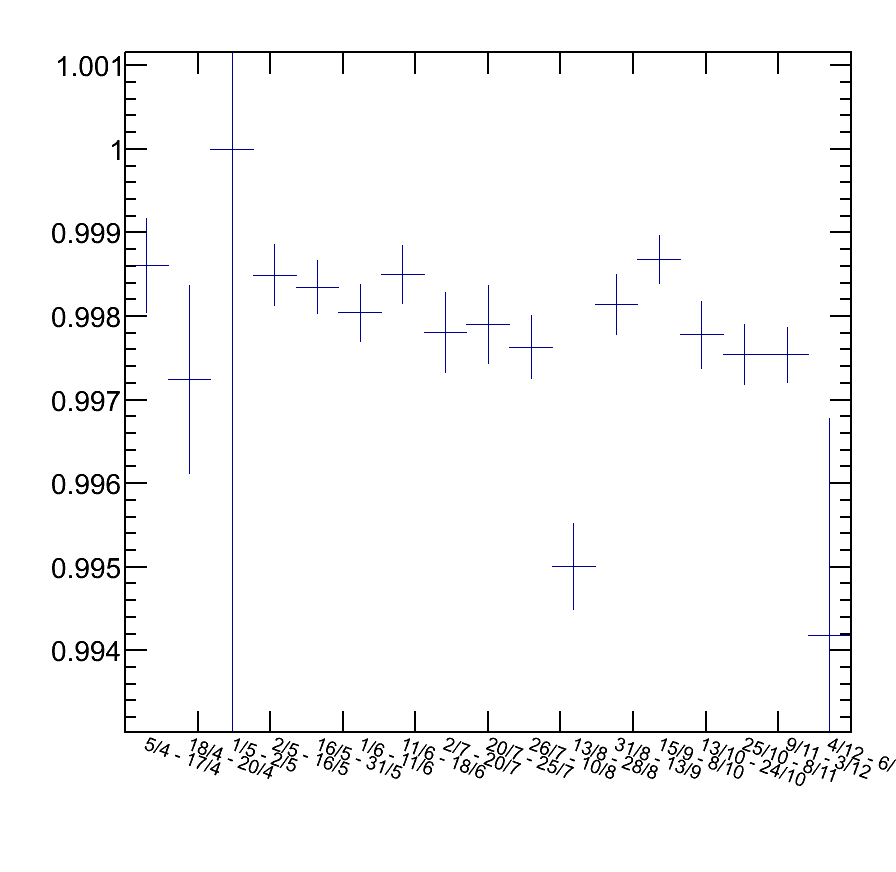 1.001
1
0.999
0.998
0.997
0.996
0.995
0.994
5/4 - 17/4
18/4 - 20/4
1/5 - 2/5
2/5 - 16/5
16/5 - 31/5
1/6 - 11/6
11/6 - 18/6
2/7 - 20/7
20/7 - 25/7
26/7 - 10/8
13/8 - 28/8
31/8 - 13/9
15/9 - 8/10
13/10 - 24/10
25/10 - 8/11
9/11 - 3/12
4/12 - 6/